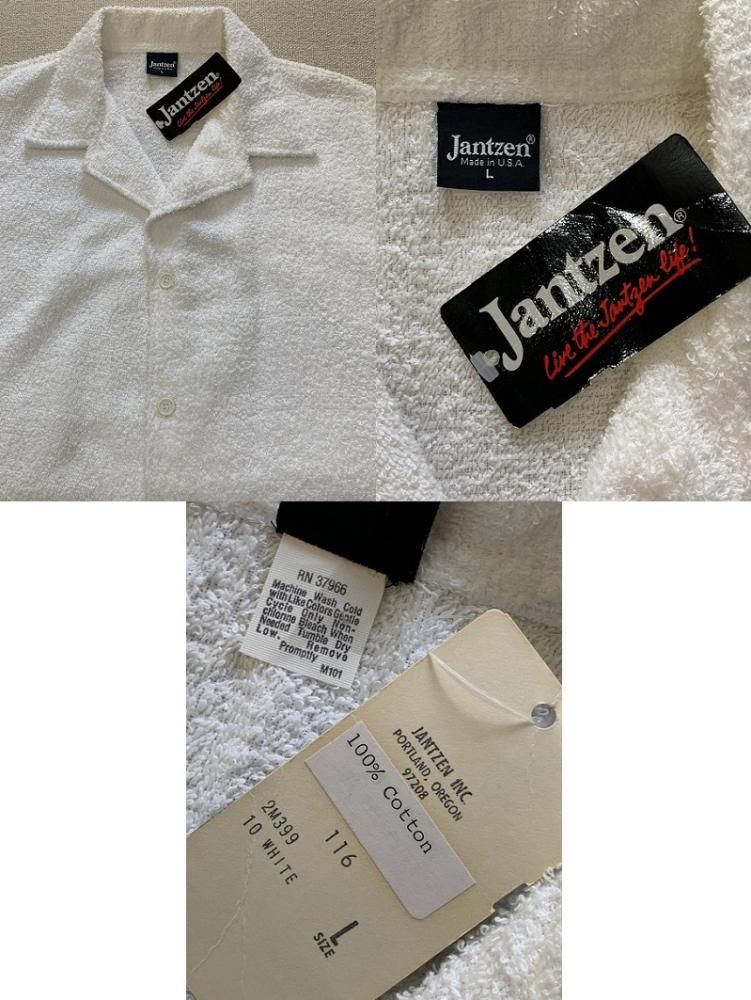 Jantzen®
L
Jantzen®
Live the Jantzen life!
Jantzen®
Made in U.S.A.
L
Jantzen®
Live the Jantzen life!
RN 37966
Machine Wash Cold
with Like Colors Gentle
Cycle Only Non-
chlorine Bleach When
Needed Tumble Dry
Low. Remove
Promptly
M101
JANTZEN INC.
PORTLAND, OREGON
97208
100% Cotton
2M399 116
10 WHITE
L
SIZE